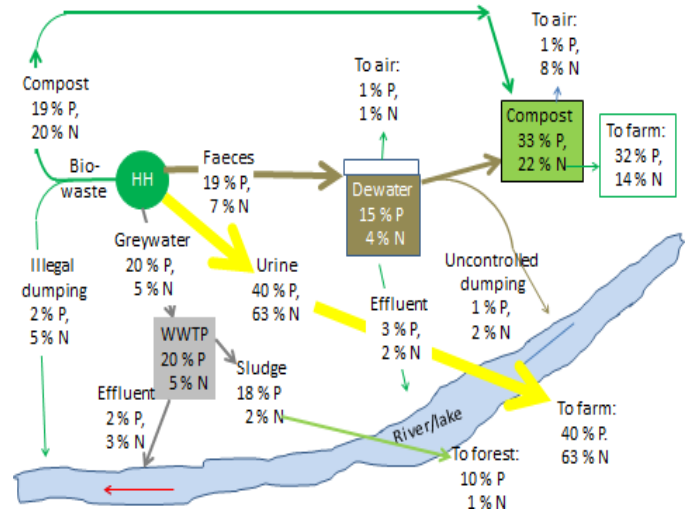 To air:
1 % P,
8 % N
To air:
1 % P,
1 % N
Compost
19 % P,
20 % N
Compost
33 % P,
22 % N
To farm:
32 % P,
14 % N
Bio-
waste
HH
Faeces
19 % P,
7 % N
Dewater
15 % P
4 % N
Greywater
20 % P,
5 % N
Illegal
dumping
2 % P,
5 % N
Urine
40 % P,
63 % N
Uncontrolled
dumping
1 % P,
2 % N
Effluent
3 % P,
2 % N
WWTP
20 % P
5 % N
Sludge
18 % P
2 % N
Effluent
2 % P,
3 % N
River/lake
To farm:
40 % P.
63 % N
To forest:
10 % P
1 % N